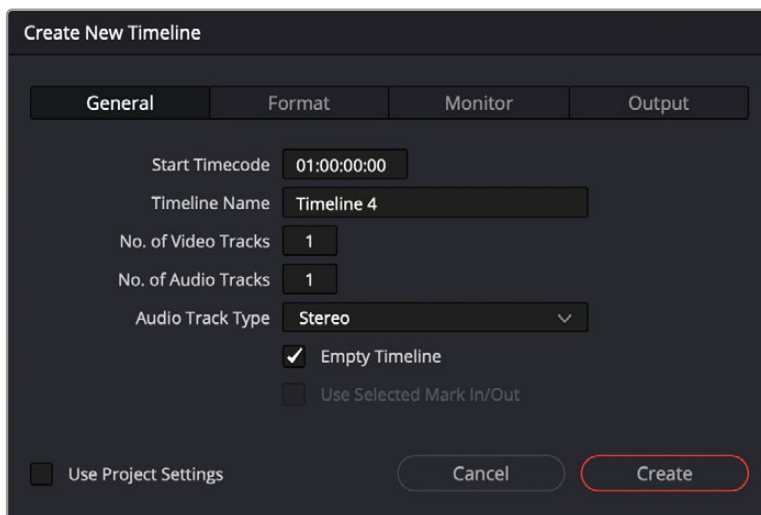 Create New Timeline
General Format Monitor Output
Start Timecode 01:00:00:00
Timeline Name Timeline 4
No. of Video Tracks 1
No. of Audio Tracks 1
Audio Track Type Stereo
Empty Timeline
Use Selected Mark In/Out
Use Project Settings Cancel Create